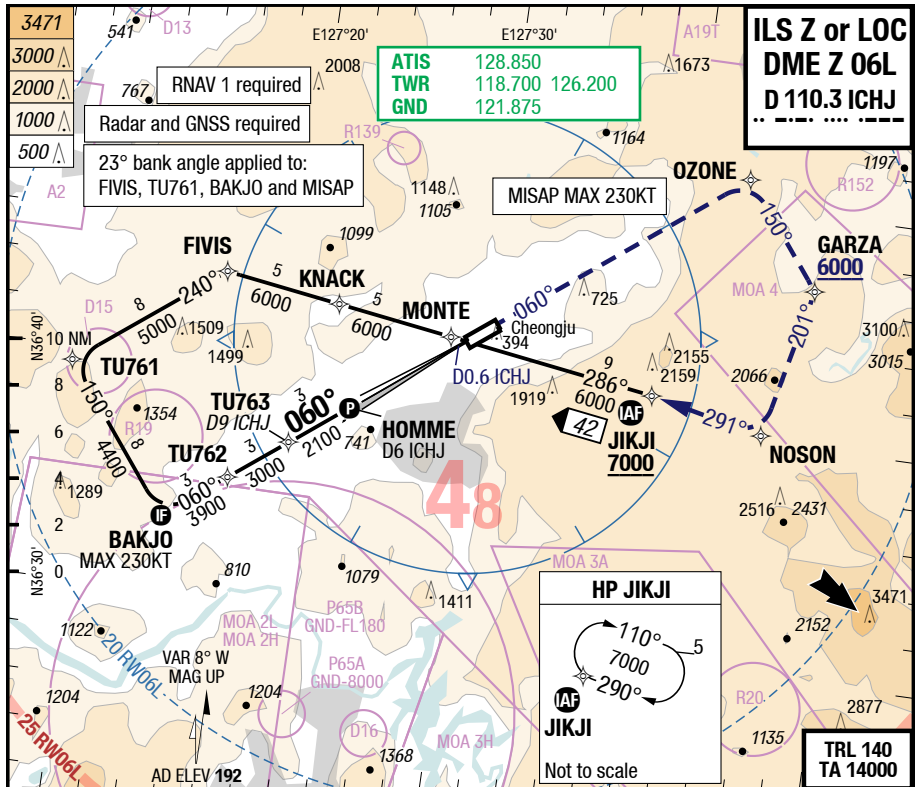 3471
3000
2000
1000
500
541
D13
E127°20'
E127°30'
A19T
ILS Z or LOC
DME Z 06L
D 110.3 ICHJ
767
RNAV 1 required
2008
ATIS 128.850
TWR 118.700 126.200
GND 121.875
1673
Radar and GNSS required
R139
1164
23° bank angle applied to:
FIVIS, TU761, BAKJO and MISAP
A2
1148
1105
MISAP MAX 230KT
OZONE
1197
R152
150°
GARZA
6000
FIVIS
1099
KNACK
MONTE
240°
5
6000
5
6000
8
5000
060°
725
MOA 4
201°
D15
N36°40'
10 NM
1509
1499
Cheongju
394
D0.6 ICHJ
3100
3015
TU761
8
9
286°
6000
2155
2159
2066
1919
150°
8
4400
1354
R19
TU763
D9 ICHJ
3
060°
2100
P
HOMME
D6 ICHJ
741
42
IAF
JIKJI
7000
291°
NOSON
6
TU762
3
3000
4
1289
3
060°
3900
IF
BAKJO
MAX 230KT
48
2516
2431
2
N36°30'
0
810
1079
1411
MOA 3A
3471
2152
1122
MOA 2L
MOA 2H
P65B
GND-FL180
20 RW06L
VAR 8° W
MAG UP
P65A
GND-8000
1204
1204
25 RW06L
D16
MOA 3H
1368
AD ELEV 192
HP JIKJI
110°
5
7000
290°
IAF
JIKJI
Not to scale
R20
2877
1135
TRL 140
TA 14000